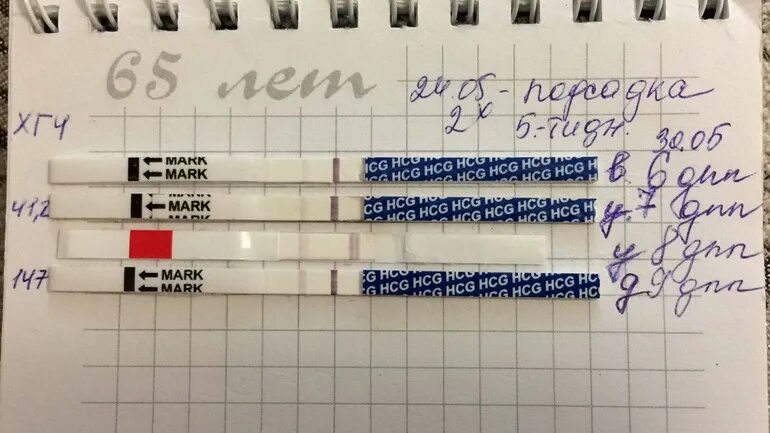 65 лет
24.05 - подсадка
2х 5-тидн.
ХГЧ
30.05
MARK
MARK
HCG HCG HCG HCG HCG HCG HCG
в. 6 дпп
41,2
MARK
MARK
HCG HCG HCG HCG HCG HCG HCG
у. 7 дпп
у 8 дпп
147
MARK
MARK
HCG HCG HCG HCG HCG HCG HCG
д 9 дпп